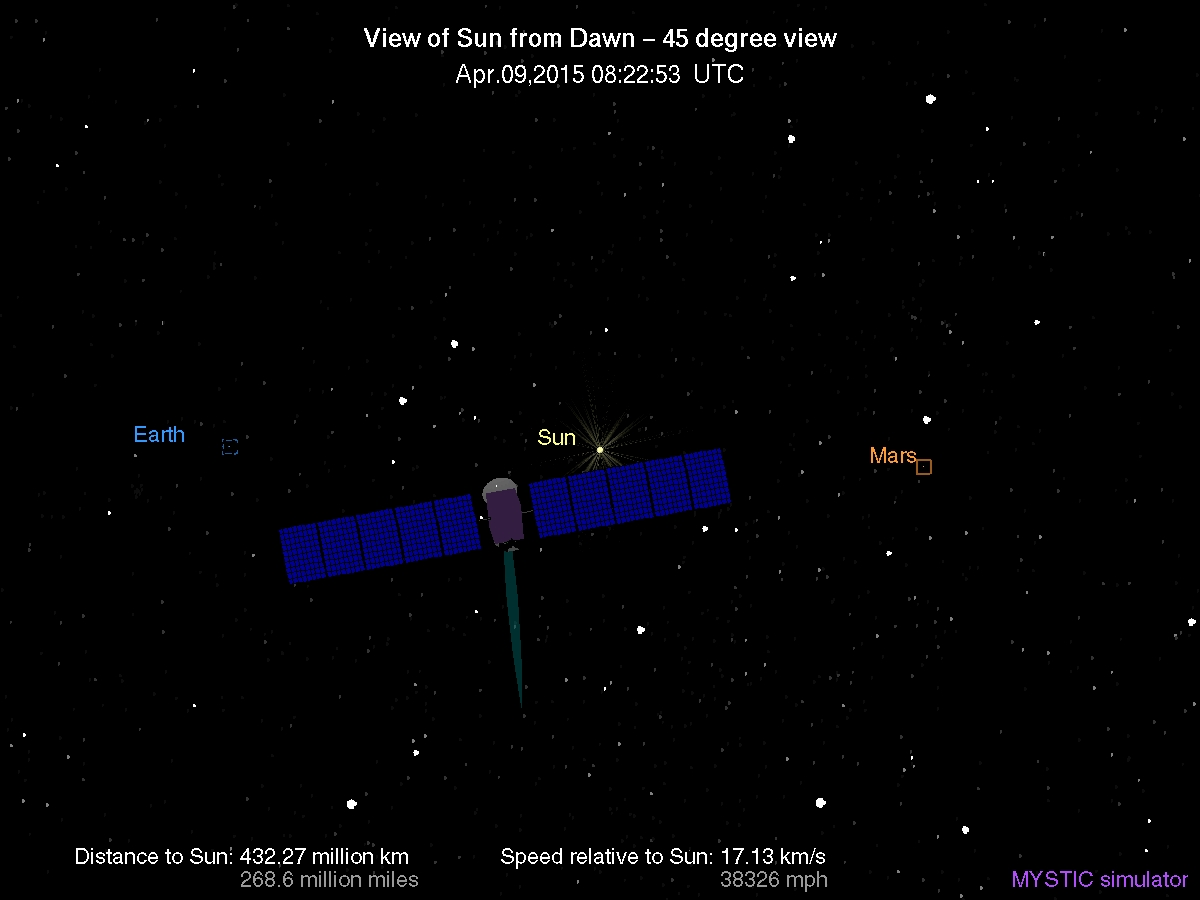 View of Sun from Dawn – 45 degree view
Apr.09,2015 08:22:53 UTC
Earth
Sun
Mars
Distance to Sun: 432.27 million km
268.6 million miles
Speed relative to Sun: 17.13 km/s
38326 mph
MYSTIC simulator